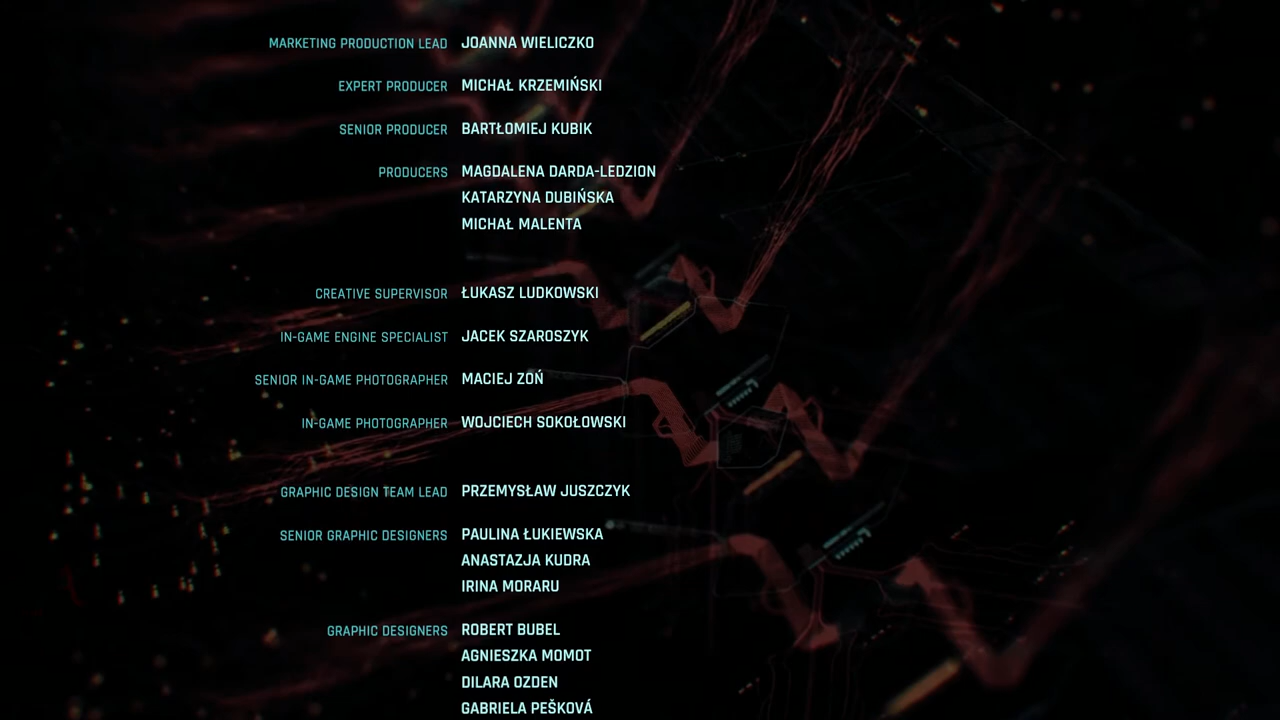 MARKETING PRODUCTION LEAD JOANNA WIELICZKO
EXPERT PRODUCER MICHAŁ KRZEMIŃSKI
SENIOR PRODUCER BARTŁOMIEJ KUBIK
PRODUCERS MAGDALENA DARDA-LEDZION
KATARZYNA DUBIŃSKA
MICHAŁ MALENTA
CREATIVE SUPERVISOR ŁUKASZ LUDKOWSKI
IN-GAME ENGINE SPECIALIST JACEK SZAROSZYK
SENIOR IN-GAME PHOTOGRAPHER MACIEJ ZOŃ
IN-GAME PHOTOGRAPHER WOJCIECH SOKOŁOWSKI
GRAPHIC DESIGN TEAM LEAD PRZEMYSŁAW JUSZCZYK
SENIOR GRAPHIC DESIGNERS PAULINA ŁUKIEWSKA
ANASTAZJA KUDRA
IRINA MORARU
GRAPHIC DESIGNERS ROBERT BUBEL
AGNIESZKA MOMOT
DILARA OZDEN
GABRIELA PEŠKOVÁ